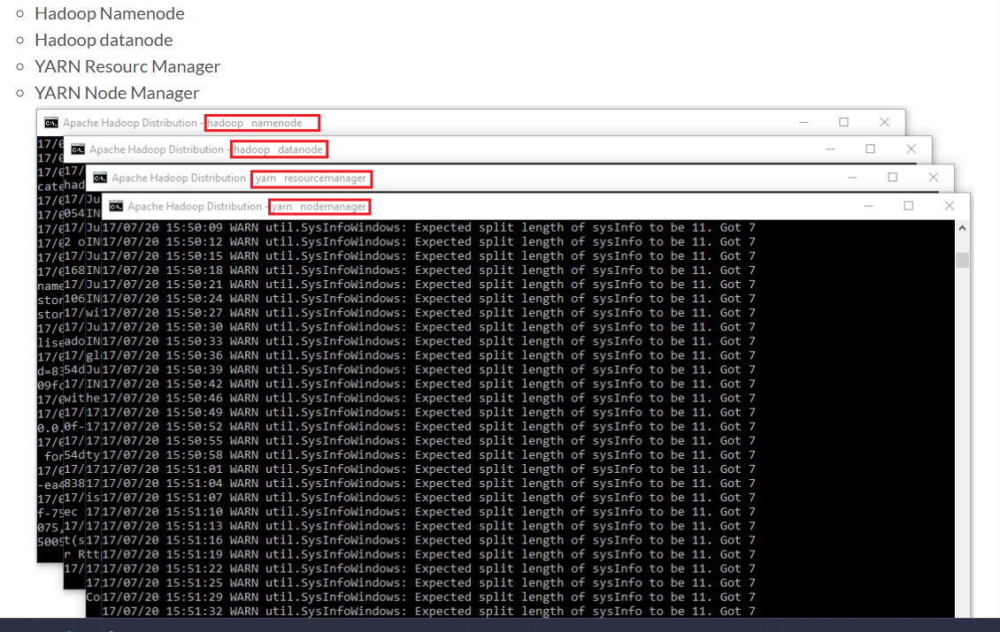 Hadoop Namenode
Hadoop datanode
YARN Resourc Manager
YARN Node Manager
Apache Hadoop Distribution - hadoop namenode
Apache Hadoop Distribution - hadoop datanode
Apache Hadoop Distribution - yarn resourcemanager
Apache Hadoop Distribution - yarn nodemanager
17/07/20 15:50:09 WARN util.SysInfoWindows: Expected split length of sysInfo to be 11. Got 7
17/07/20 15:50:12 WARN util.SysInfoWindows: Expected split length of sysInfo to be 11. Got 7
17/07/20 15:50:15 WARN util.SysInfoWindows: Expected split length of sysInfo to be 11. Got 7
17/07/20 15:50:18 WARN util.SysInfoWindows: Expected split length of sysInfo to be 11. Got 7
17/07/20 15:50:21 WARN util.SysInfoWindows: Expected split length of sysInfo to be 11. Got 7
17/07/20 15:50:24 WARN util.SysInfoWindows: Expected split length of sysInfo to be 11. Got 7
17/07/20 15:50:27 WARN util.SysInfoWindows: Expected split length of sysInfo to be 11. Got 7
17/07/20 15:50:30 WARN util.SysInfoWindows: Expected split length of sysInfo to be 11. Got 7
17/07/20 15:50:33 WARN util.SysInfoWindows: Expected split length of sysInfo to be 11. Got 7
17/07/20 15:50:36 WARN util.SysInfoWindows: Expected split length of sysInfo to be 11. Got 7
17/07/20 15:50:39 WARN util.SysInfoWindows: Expected split length of sysInfo to be 11. Got 7
17/07/20 15:50:42 WARN util.SysInfoWindows: Expected split length of sysInfo to be 11. Got 7
17/07/20 15:50:46 WARN util.SysInfoWindows: Expected split length of sysInfo to be 11. Got 7
17/07/20 15:50:49 WARN util.SysInfoWindows: Expected split length of sysInfo to be 11. Got 7
17/07/20 15:50:52 WARN util.SysInfoWindows: Expected split length of sysInfo to be 11. Got 7
17/07/20 15:50:55 WARN util.SysInfoWindows: Expected split length of sysInfo to be 11. Got 7
17/07/20 15:50:58 WARN util.SysInfoWindows: Expected split length of sysInfo to be 11. Got 7
17/07/20 15:51:01 WARN util.SysInfoWindows: Expected split length of sysInfo to be 11. Got 7
17/07/20 15:51:04 WARN util.SysInfoWindows: Expected split length of sysInfo to be 11. Got 7
17/07/20 15:51:07 WARN util.SysInfoWindows: Expected split length of sysInfo to be 11. Got 7
17/07/20 15:51:10 WARN util.SysInfoWindows: Expected split length of sysInfo to be 11. Got 7
17/07/20 15:51:13 WARN util.SysInfoWindows: Expected split length of sysInfo to be 11. Got 7
17/07/20 15:51:16 WARN util.SysInfoWindows: Expected split length of sysInfo to be 11. Got 7
17/07/20 15:51:19 WARN util.SysInfoWindows: Expected split length of sysInfo to be 11. Got 7
17/07/20 15:51:22 WARN util.SysInfoWindows: Expected split length of sysInfo to be 11. Got 7
17/07/20 15:51:25 WARN util.SysInfoWindows: Expected split length of sysInfo to be 11. Got 7
17/07/20 15:51:29 WARN util.SysInfoWindows: Expected split length of sysInfo to be 11. Got 7
17/07/20 15:51:32 WARN util.SysInfoWindows: Expected split length of sysInfo to be 11. Got 7